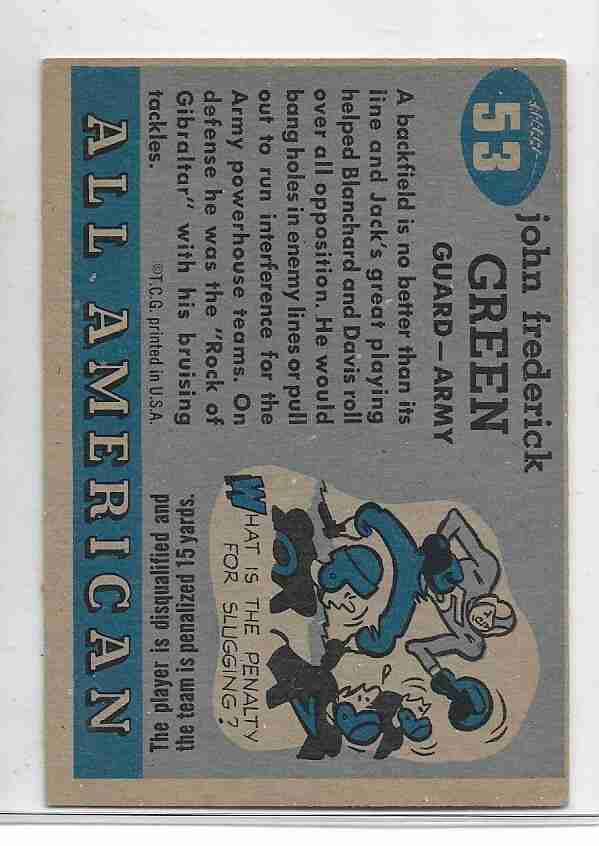 53
john frederick
GREEN
GUARD—ARMY
A backfield is no better than its
line and Jack's great playing
helped Blanchard and Davis roll
over all opposition. He would
bang holes in enemy lines or pull
out to run interference for the
Army powerhouse teams. On
defense he was the "Rock of
Gibraltar" with his bruising
tackles.
©T.C.G. printed in U.S.A.
WHAT IS THE PENALTY
FOR SLUGGING?
The player is disqualified and
the team is penalized 15 yards.
ALL AMERICAN